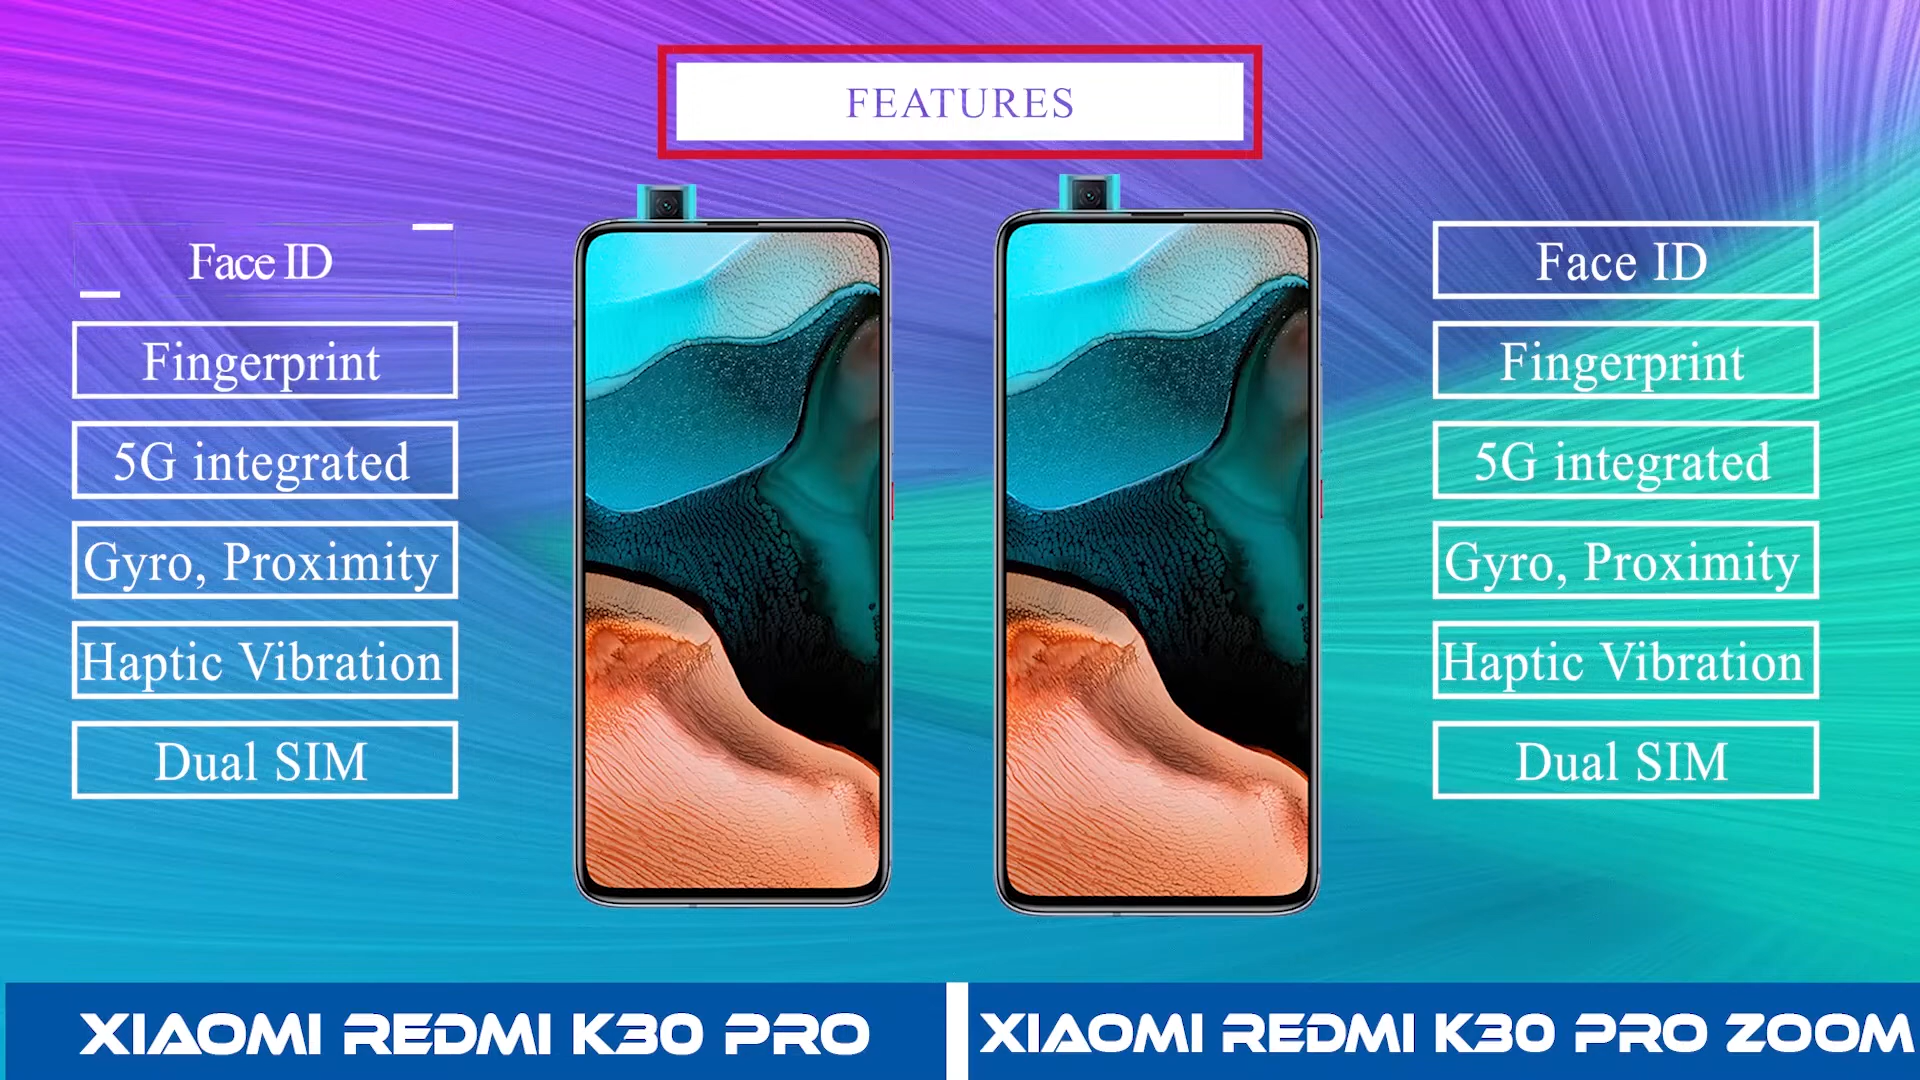 FEATURES
Face ID
Fingerprint
5G integrated
Gyro, Proximity
Haptic Vibration
Dual SIM
Face ID
Fingerprint
5G integrated
Gyro, Proximity
Haptic Vibration
Dual SIM
XIAOMI REDMI K30 PRO
XIAOMI REDMI K30 PRO ZOOM